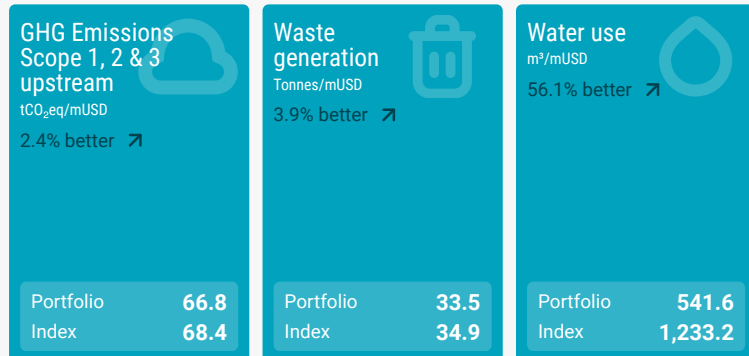 GHG Emissions
Scope 1, 2 & 3
upstream
tCO₂eq/mUSD
2.4% better
Portfolio 66.8
Index 68.4
Waste
generation
Tonnes/mUSD
3.9% better
Portfolio 33.5
Index 34.9
Water use
m³/mUSD
56.1% better
Portfolio 541.6
Index 1,233.2